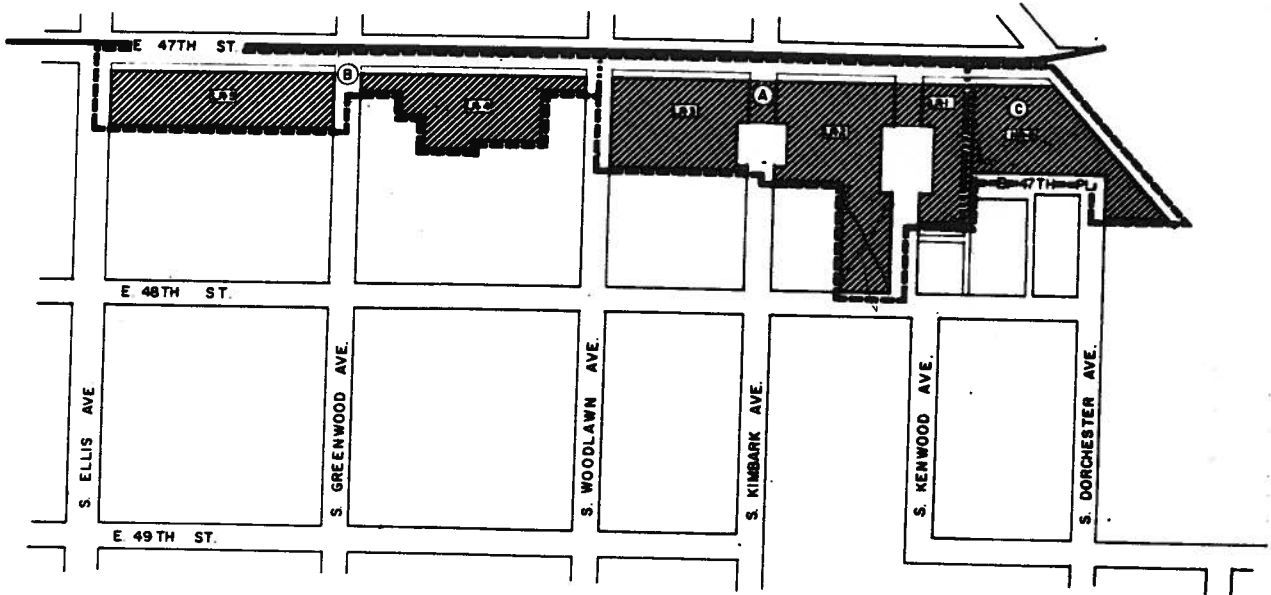 E 47TH ST.
B
A
C
E 47TH PL
E. 48TH ST.
S. ELLIS AVE
S. GREENWOOD AVE.
S. WOODLAWN AVE.
S. KIMBARK AVE.
S. KENWOOD AVE.
S. DORCHESTER AVE.
E. 49TH ST.